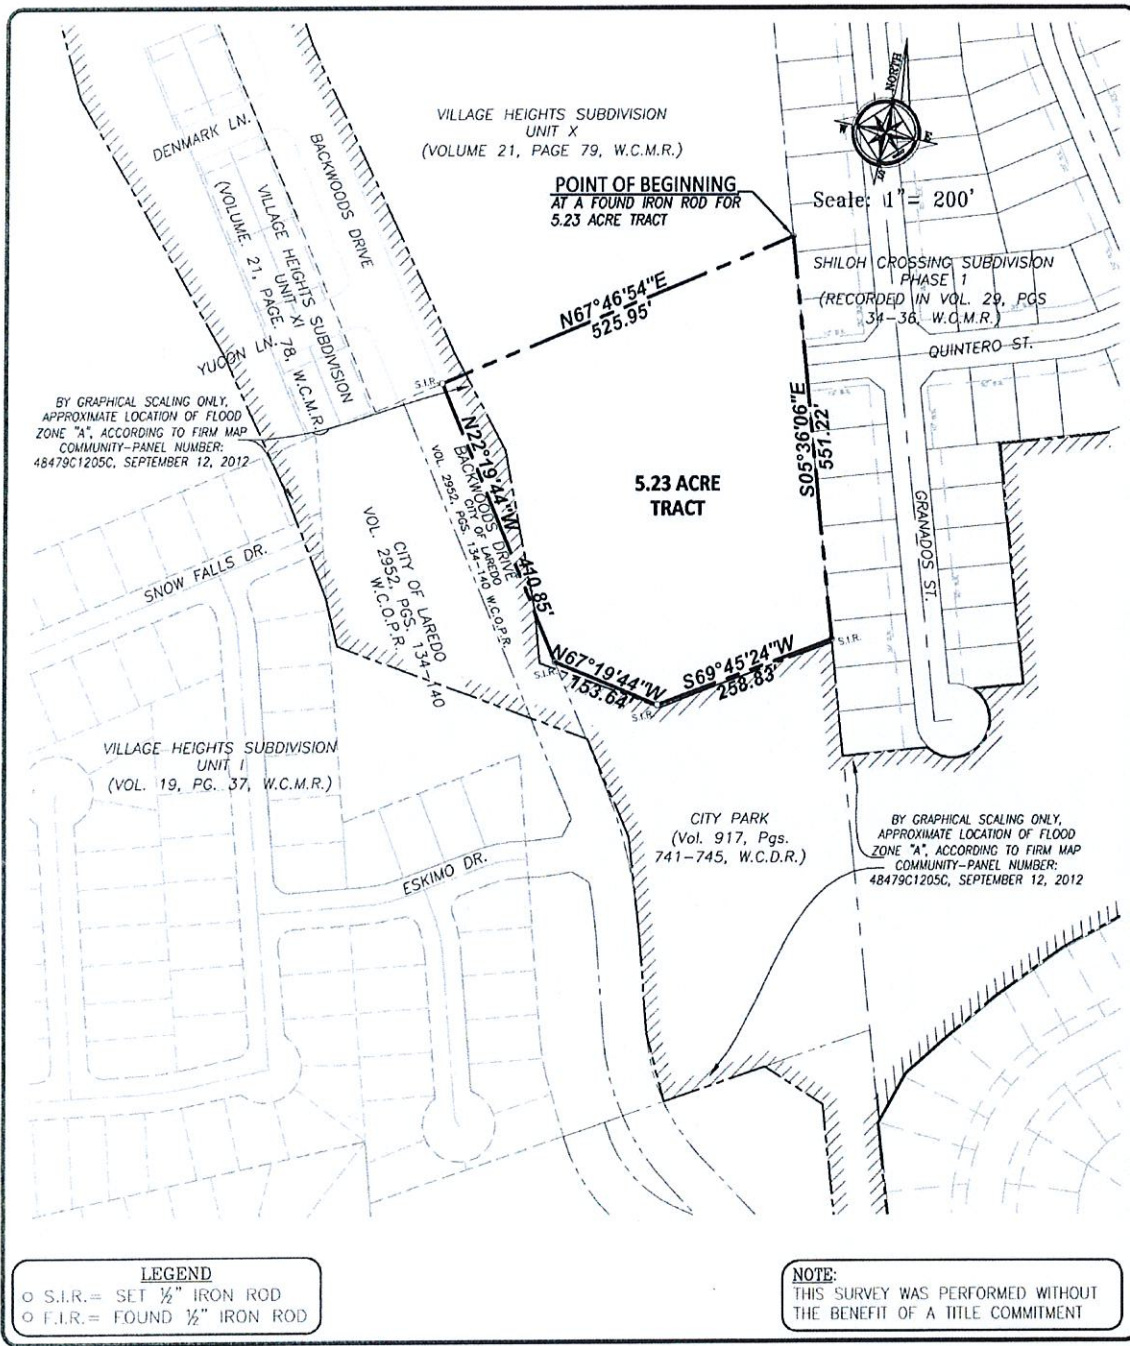 VILLAGE HEIGHTS SUBDIVISION
UNIT X
(VOLUME 21, PAGE 79, W.C.M.R.)
NORTH
W
E
Scale: 1"= 200'
POINT OF BEGINNING
AT A FOUND IRON ROD FOR
5.23 ACRE TRACT
DENMARK LN.
BACKWOODS DRIVE
VILLAGE HEIGHTS SUBDIVISION
UNIT XI
(VOLUME. 21, PAGE. 78, W.C.M.R.)
YUCON LN.
SHILOH CROSSING SUBDIVISION
PHASE 1
(RECORDED IN VOL. 29, PGS
34-36, W.C.M.R.)
QUINTERO ST.
N67°46'54"E
525.95'
S.I.R.
BY GRAPHICAL SCALING ONLY,
APPROXIMATE LOCATION OF FLOOD
ZONE "A", ACCORDING TO FIRM MAP
COMMUNITY-PANEL NUMBER:
48479C1205C, SEPTEMBER 12, 2012
N22°19'44"W
410.85'
BACKWOODS DRIVE
CITY OF LAREDO
VOL. 2952, PGS. 134-140 W.C.O.P.R.
S05°36'06"E
551.22'
5.23 ACRE
TRACT
GRANADOS ST.
CITY OF LAREDO
VOL. 2952, PGS. 134-140
W.C.O.P.R.
SNOW FALLS DR.
S.I.R.
N67°19'44"W
153.64'
S69°45'24"W
258.83'
S.I.R.
S.I.R.
VILLAGE HEIGHTS SUBDIVISION
UNIT I
(VOL. 19, PG. 37, W.C.M.R.)
ESKIMO DR.
CITY PARK
(Vol. 917, Pgs.
741-745, W.C.D.R.)
BY GRAPHICAL SCALING ONLY,
APPROXIMATE LOCATION OF FLOOD
ZONE "A", ACCORDING TO FIRM MAP
COMMUNITY-PANEL NUMBER:
48479C1205C, SEPTEMBER 12, 2012
LEGEND
S.I.R.= SET ½" IRON ROD
F.I.R.= FOUND ½" IRON ROD
NOTE:
THIS SURVEY WAS PERFORMED WITHOUT
THE BENEFIT OF A TITLE COMMITMENT